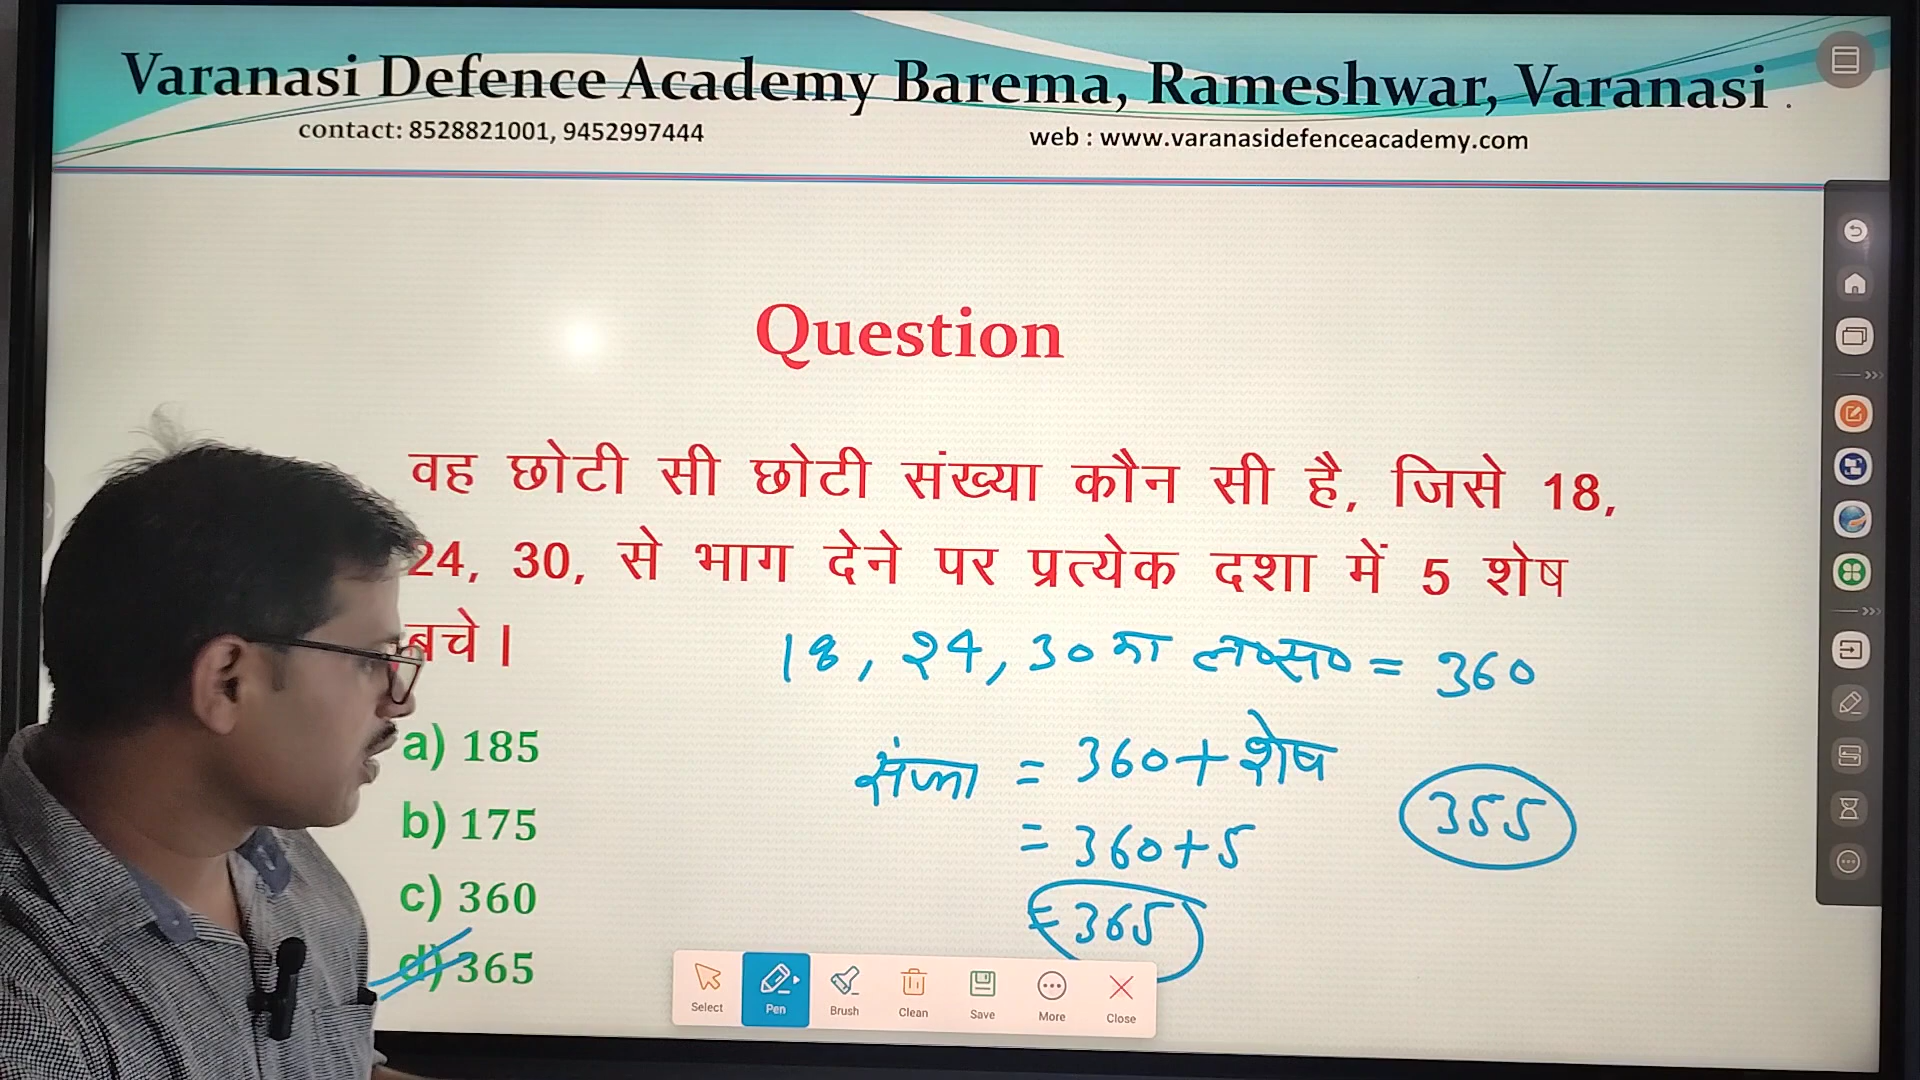 Varanasi Defence Academy Barema, Rameshwar, Varanasi .
contact: 8528821001, 9452997444
web : www.varanasidefenceacademy.com
Question
वह छोटी सी छोटी संख्या कौन सी है, जिसे 18,
24, 30, से भाग देने पर प्रत्येक दशा में 5 शेष
बचे।
18, 24, 30 का ल०स० = 360
a) 185
संख्या = 360 + शेष
b) 175
= 360 + 5
355
c) 360
= 365
d) 365
Select
Pen
Brush
Clean
Save
More
Close